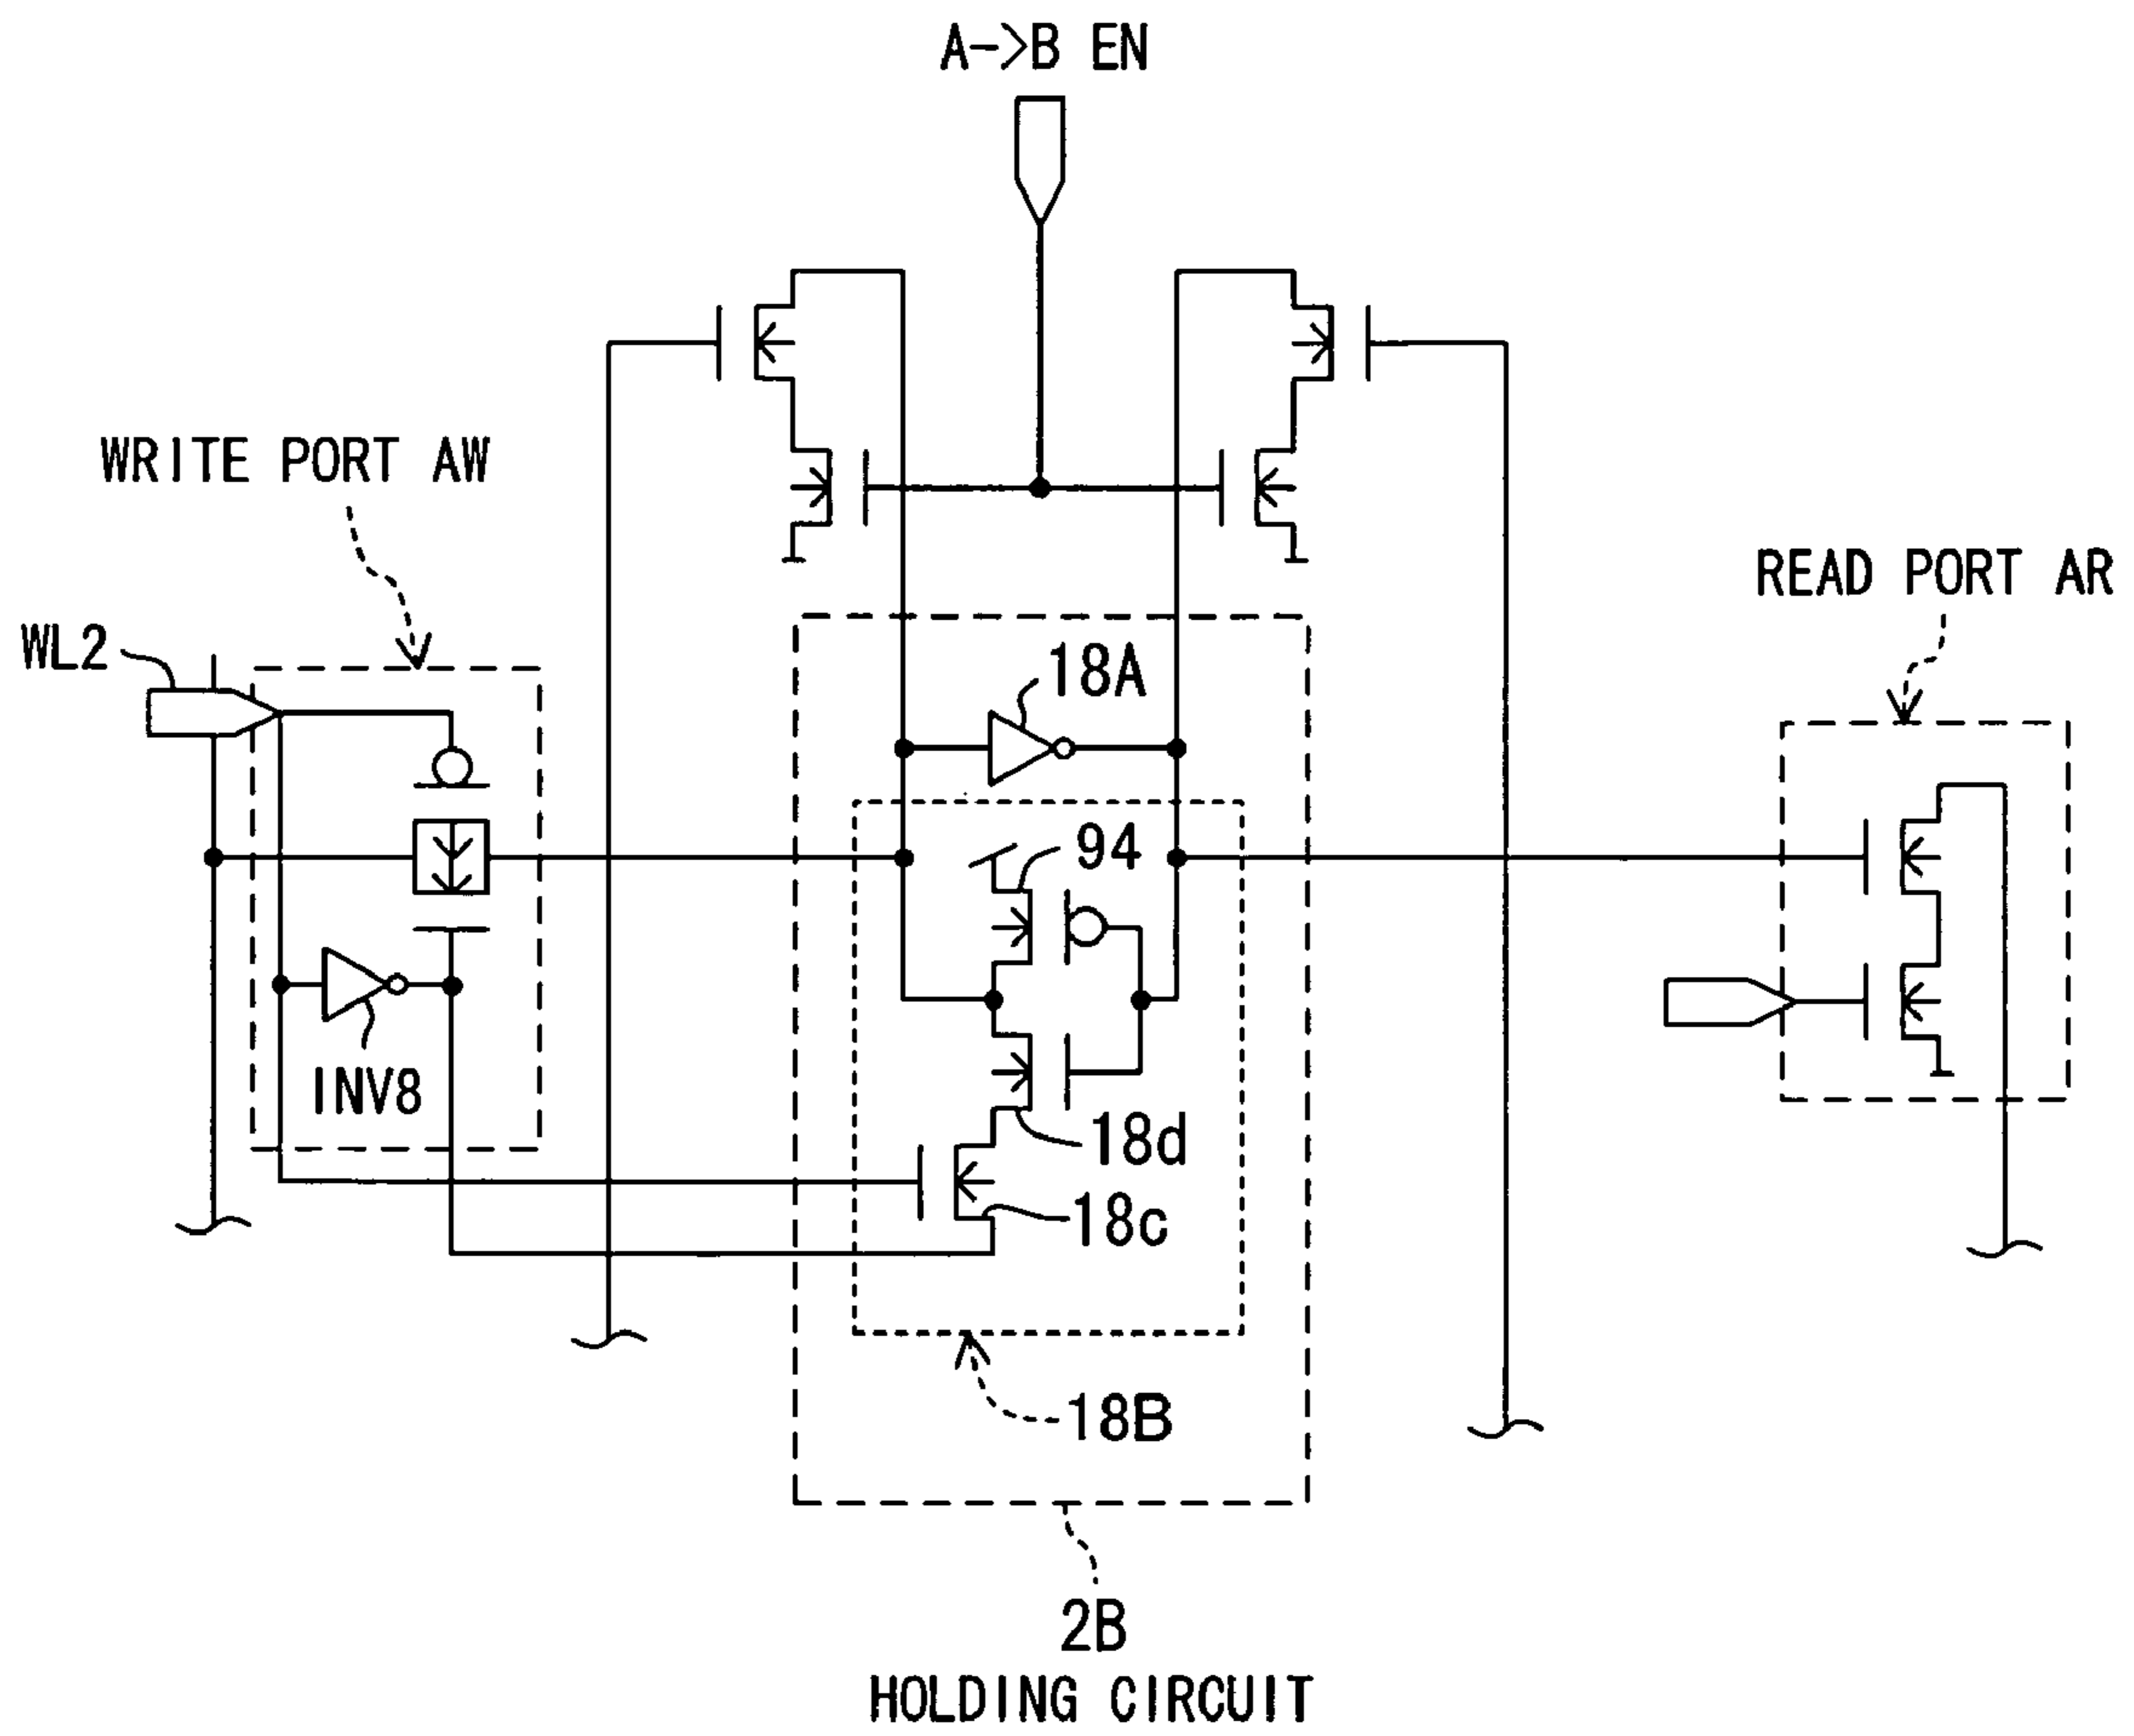 A->B EN
WRITE PORT AW
READ PORT AR
WL2
18A
94
INV8
18d
18c
18B
2B
HOLDING CIRCUIT